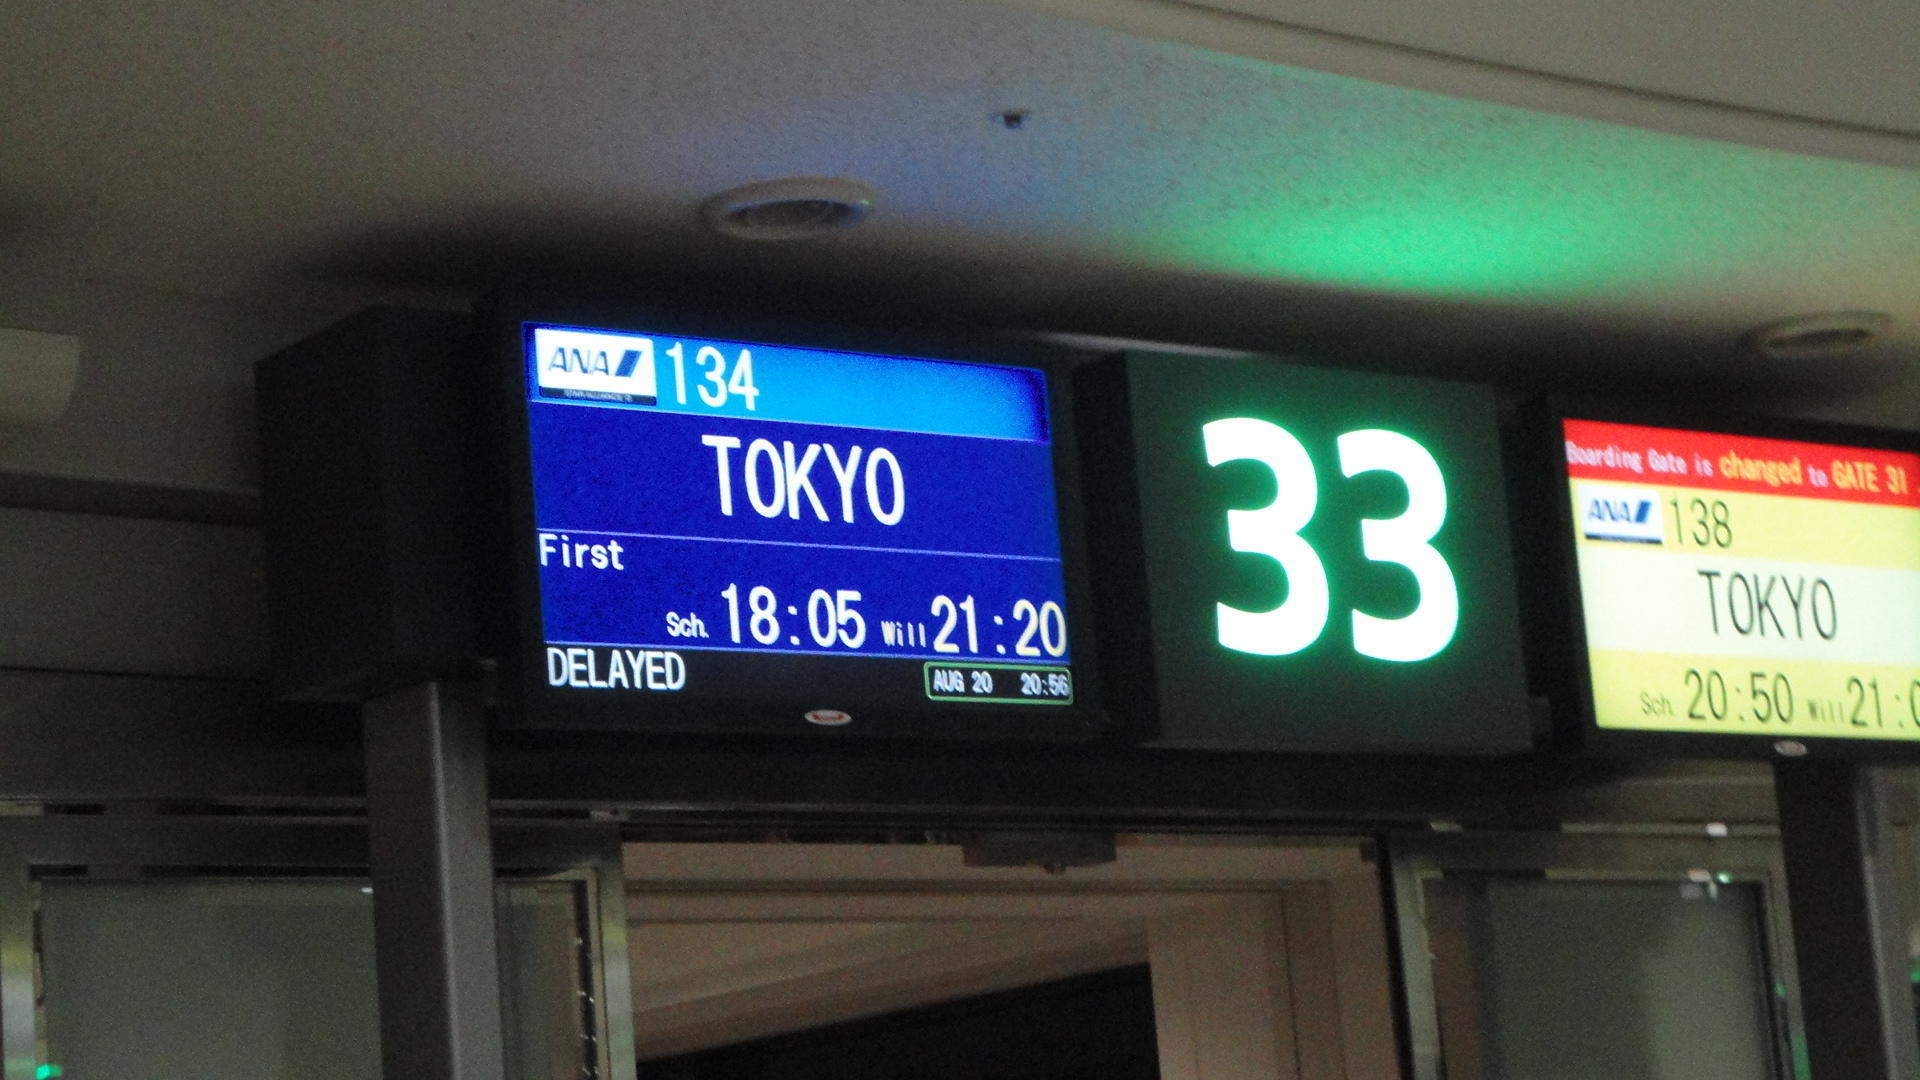 ANA 134
TOKYO
First
Sch. 18:05 Will 21:20
DELAYED
AUG 20 20:56
33
Boarding Gate is changed to GATE 31
ANA 138
TOKYO
Sch. 20:50 Will